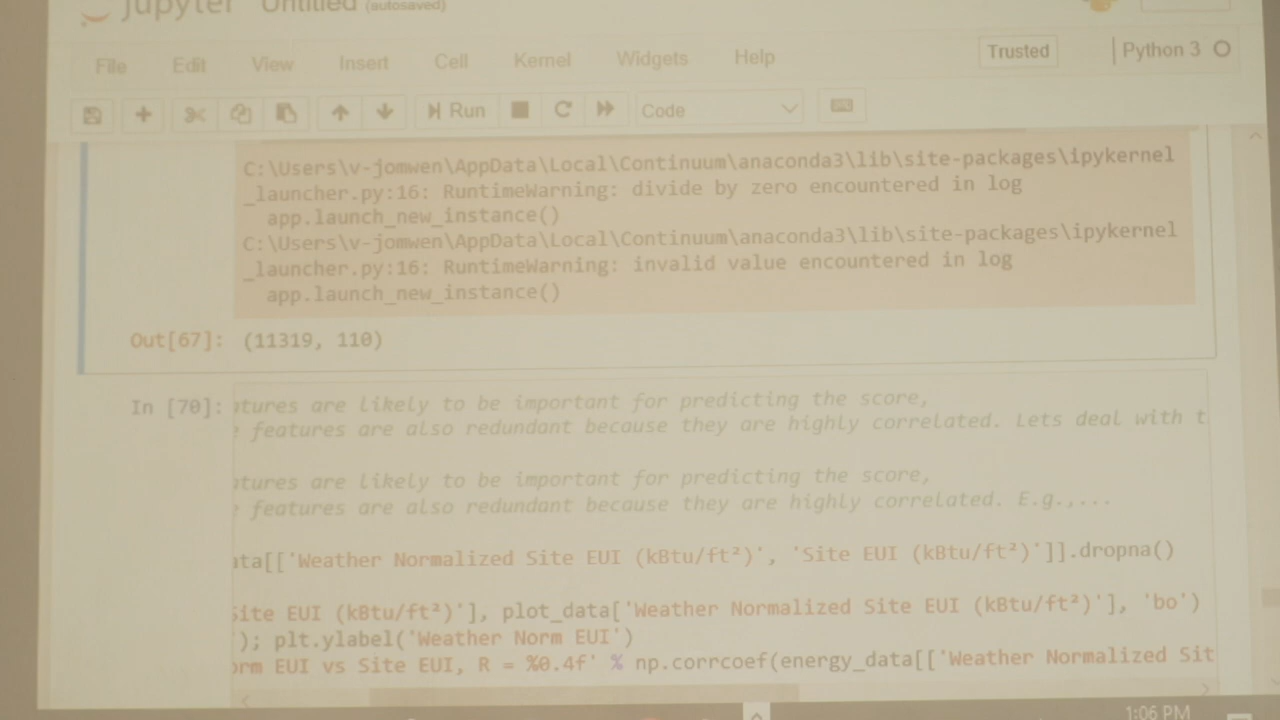 jupyter Untitled (autosaved)
File Edit View Insert Cell Kernel Widgets Help Trusted Python 3
Run Code
C:\Users\v-jomwen\AppData\Local\Continuum\anaconda3\lib\site-packages\ipykernel
_launcher.py:16: RuntimeWarning: divide by zero encountered in log
app.launch_new_instance()
C:\Users\v-jomwen\AppData\Local\Continuum\anaconda3\lib\site-packages\ipykernel
_launcher.py:16: RuntimeWarning: invalid value encountered in log
app.launch_new_instance()
Out[67]: (11319, 110)
In [70]: atures are likely to be important for predicting the score,
features are also redundant because they are highly correlated. Lets deal with t
atures are likely to be important for predicting the score,
features are also redundant because they are highly correlated. E.g.,...
ata[['Weather Normalized Site EUI (kBtu/ft²)', 'Site EUI (kBtu/ft²)']].dropna()
Site EUI (kBtu/ft²)'], plot_data['Weather Normalized Site EUI (kBtu/ft²)'], 'bo')
'); plt.ylabel('Weather Norm EUI')
orm EUI vs Site EUI, R = %0.4f' % np.corrcoef(energy_data[['Weather Normalized Sit
1:06 PM